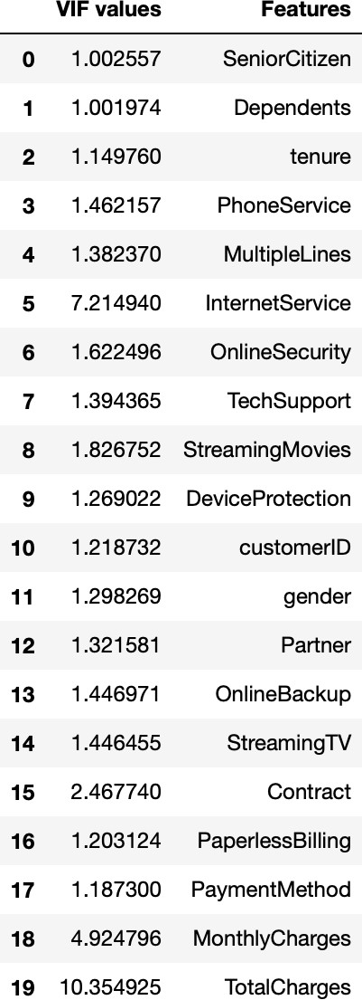 VIF values Features
0 1.002557 SeniorCitizen
1 1.001974 Dependents
2 1.149760 tenure
3 1.462157 PhoneService
4 1.382370 MultipleLines
5 7.214940 InternetService
6 1.622496 OnlineSecurity
7 1.394365 TechSupport
8 1.826752 StreamingMovies
9 1.269022 DeviceProtection
10 1.218732 customerID
11 1.298269 gender
12 1.321581 Partner
13 1.446971 OnlineBackup
14 1.446455 StreamingTV
15 2.467740 Contract
16 1.203124 PaperlessBilling
17 1.187300 PaymentMethod
18 4.924796 MonthlyCharges
19 10.354925 TotalCharges